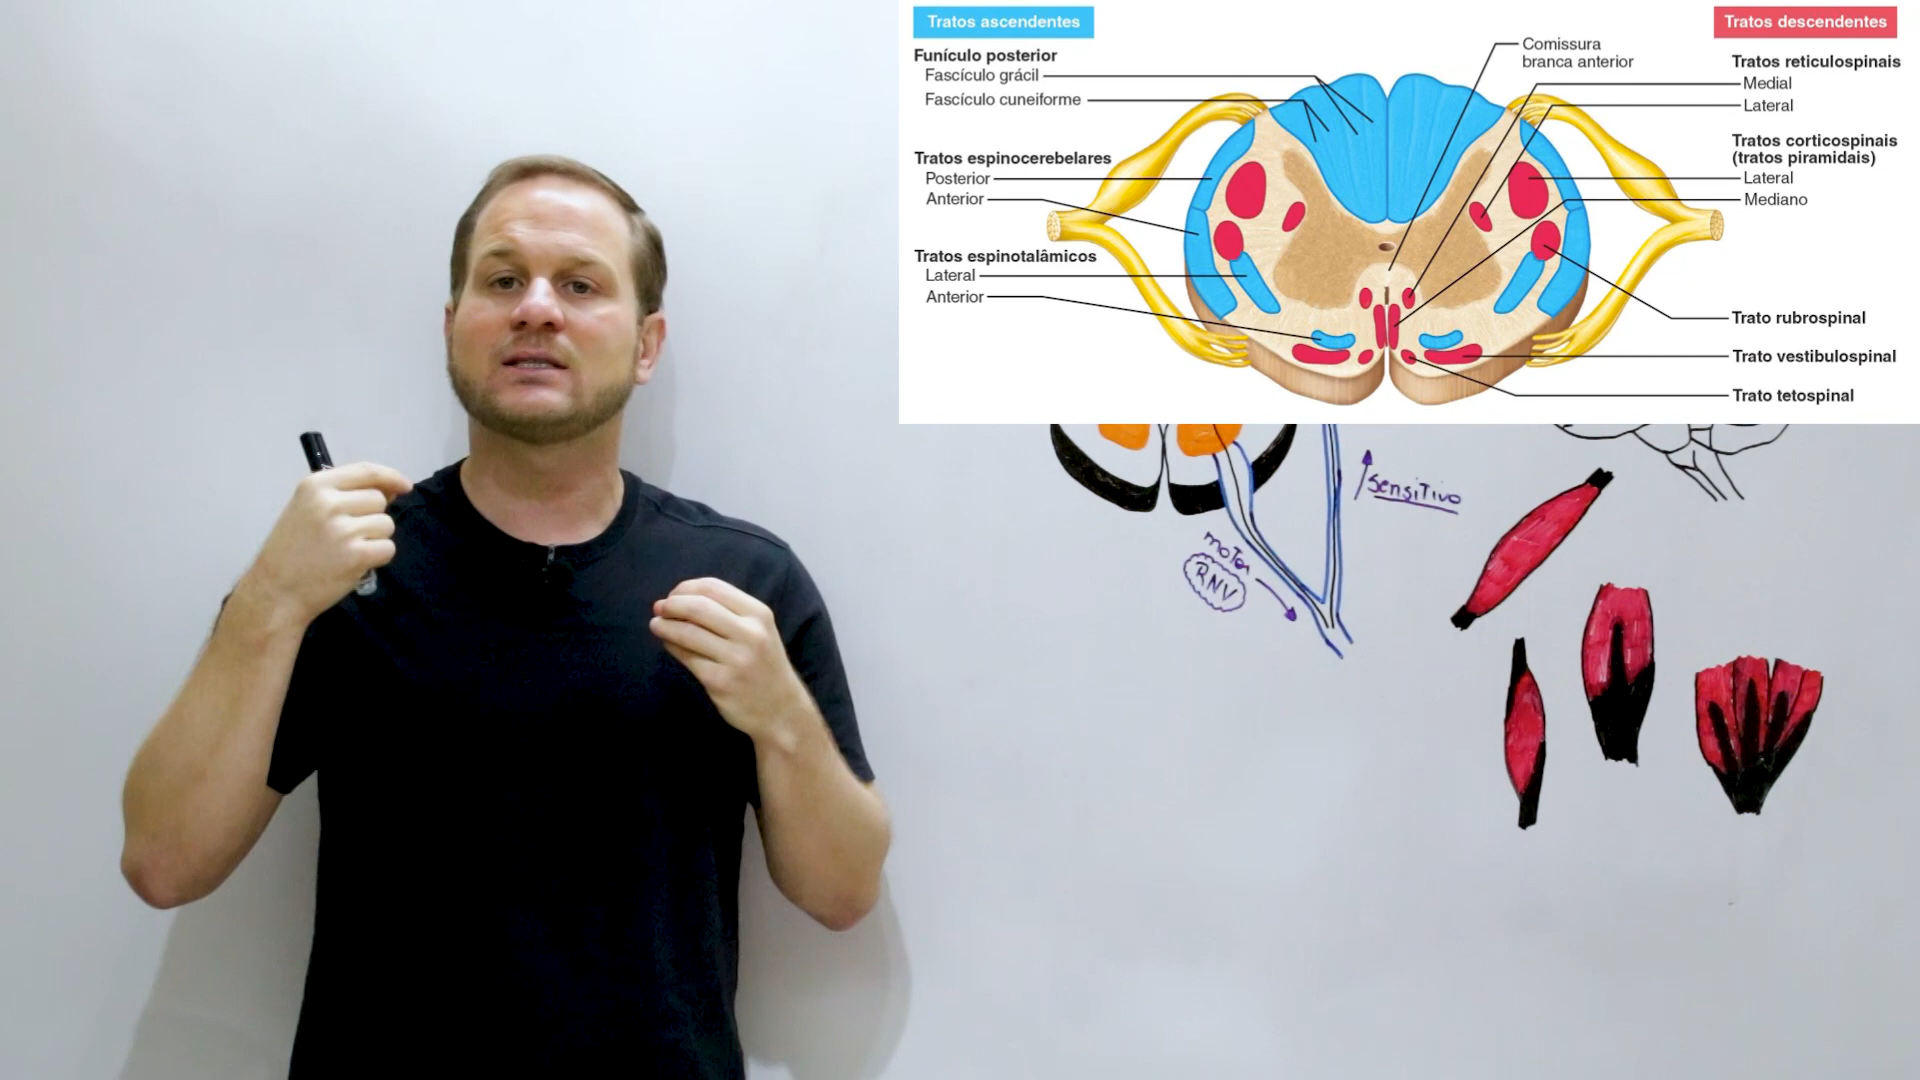 Tratos ascendentes
Funículo posterior
Fascículo grácil
Fascículo cuneiforme
Tratos espinocerebelares
Posterior
Anterior
Tratos espinotalâmicos
Lateral
Anterior
Comissura
branca anterior
Tratos descendentes
Tratos reticulospinais
Medial
Lateral
Tratos corticospinais
(tratos piramidais)
Lateral
Mediano
Trato rubrospinal
Trato vestibulospinal
Trato tetospinal
Sensitivo
motor
RNV